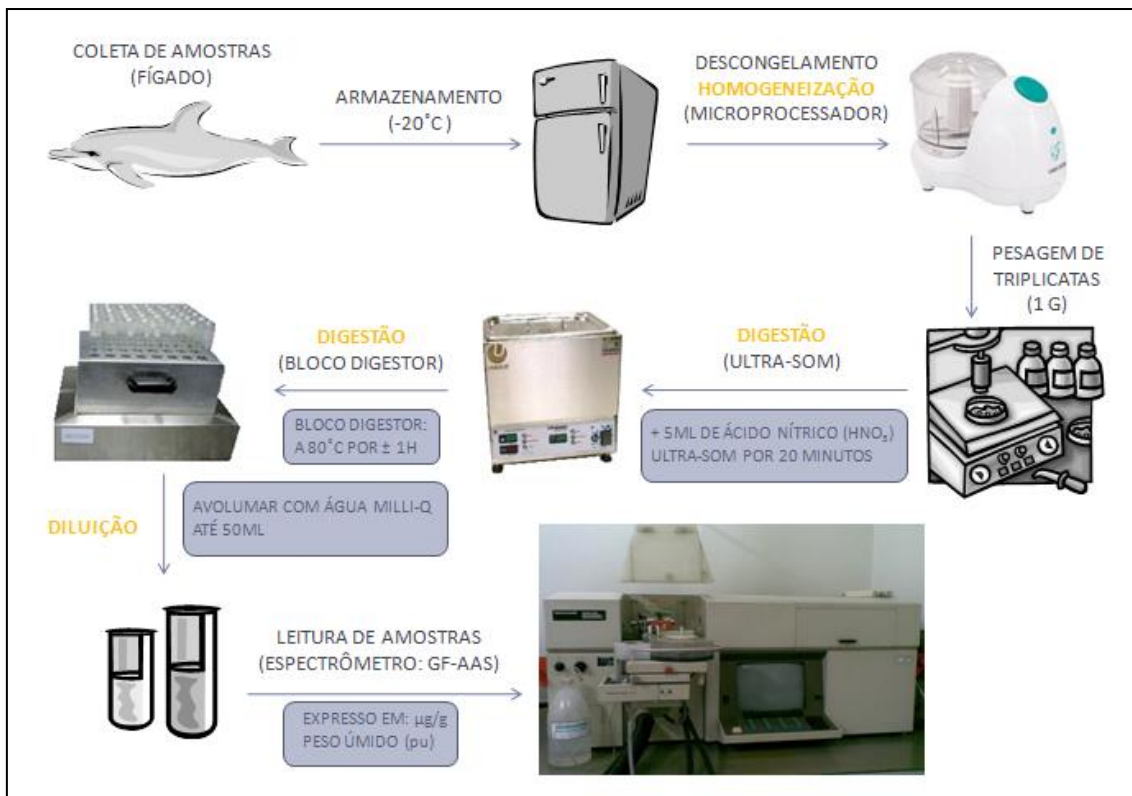 COLETA DE AMOSTRAS
(FÍGADO)
ARMAZENAMENTO
(-20˚C )
DESCONGELAMENTO
HOMOGENEIZAÇÃO
(MICROPROCESSADOR)
PESAGEM DE
TRIPLICATAS
(1 G)
DIGESTÃO
(ULTRA-SOM)
+ 5ML DE ÁCIDO NÍTRICO (HNO₃)
ULTRA-SOM POR 20 MINUTOS
DIGESTÃO
(BLOCO DIGESTOR)
BLOCO DIGESTOR:
A 80˚C POR ± 1H
DILUIÇÃO
AVOLUMAR COM ÁGUA MILLI-Q
ATÉ 50ML
LEITURA DE AMOSTRAS
(ESPECTRÔMETRO: GF-AAS)
EXPRESSO EM: µg/g
PESO ÚMIDO (pu)